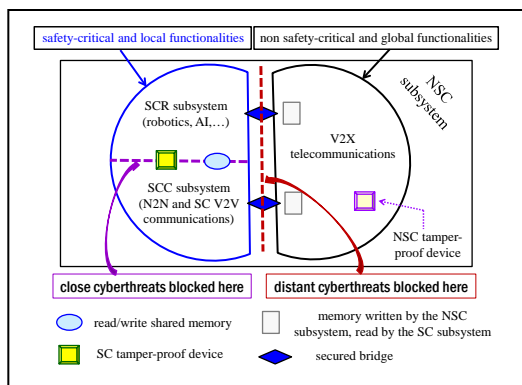 safety-critical and local functionalities
non safety-critical and global functionalities
NSC
subsystem
SCR subsystem
(robotics, AI,…)
V2X
telecommunications
SCC subsystem
(N2N and SC V2V
communications)
NSC tamper-
proof device
close cyberthreats blocked here
distant cyberthreats blocked here
read/write shared memory
memory written by the NSC
subsystem, read by the SC subsystem
SC tamper-proof device
secured bridge